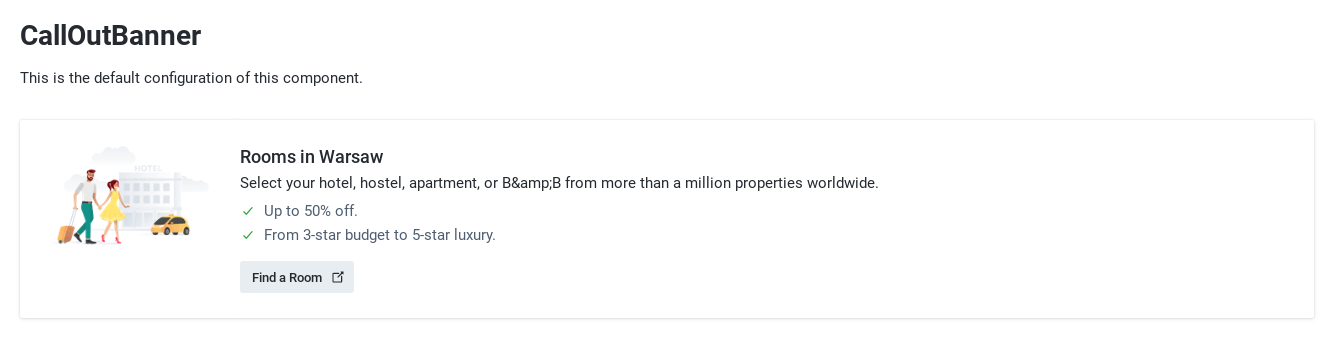 CallOutBanner
This is the default configuration of this component.
HOTEL
Rooms in Warsaw
Select your hotel, hostel, apartment, or B&amp;B from more than a million properties worldwide.
Up to 50% off.
From 3-star budget to 5-star luxury.
Find a Room